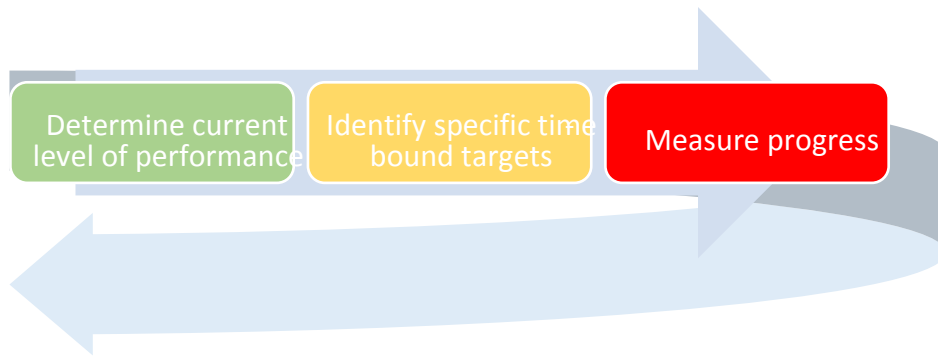 Determine current
level of performance
Identify specific time-
bound targets
Measure progress